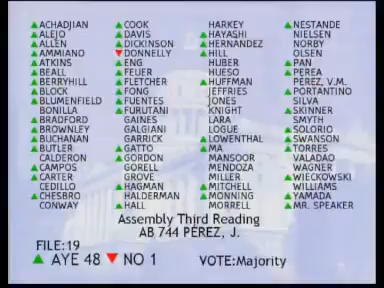 ACHADJIAN COOK HARKEY NESTANDE
ALEJO DAVIS HAYASHI NIELSEN
ALLEN DICKINSON HERNANDEZ NORBY
AMMIANO DONNELLY HILL OLSEN
ATKINS ENG HUBER PAN
BEALL FEUER HUESO PEREA
BERRYHILL FLETCHER HUFFMAN PÉREZ, V.M.
BLOCK FONG JEFFRIES PORTANTINO
BLUMENFIELD FUENTES JONES SILVA
BONILLA FURUTANI KNIGHT SKINNER
BRADFORD GAINES LARA SMYTH
BROWNLEY GALGIANI LOGUE SOLORIO
BUCHANAN GARRICK LOWENTHAL SWANSON
BUTLER GATTO MA TORRES
CALDERON GORDON MANSOOR VALADAO
CAMPOS GORELL MENDOZA WAGNER
CARTER GROVE MILLER WIECKOWSKI
CEDILLO HAGMAN MITCHELL WILLIAMS
CHESBRO HALDERMAN MONNING YAMADA
CONWAY HALL MORRELL MR. SPEAKER
Assembly Third Reading
AB 744 PÉREZ, J.
FILE:19
AYE 48 NO 1 VOTE:Majority